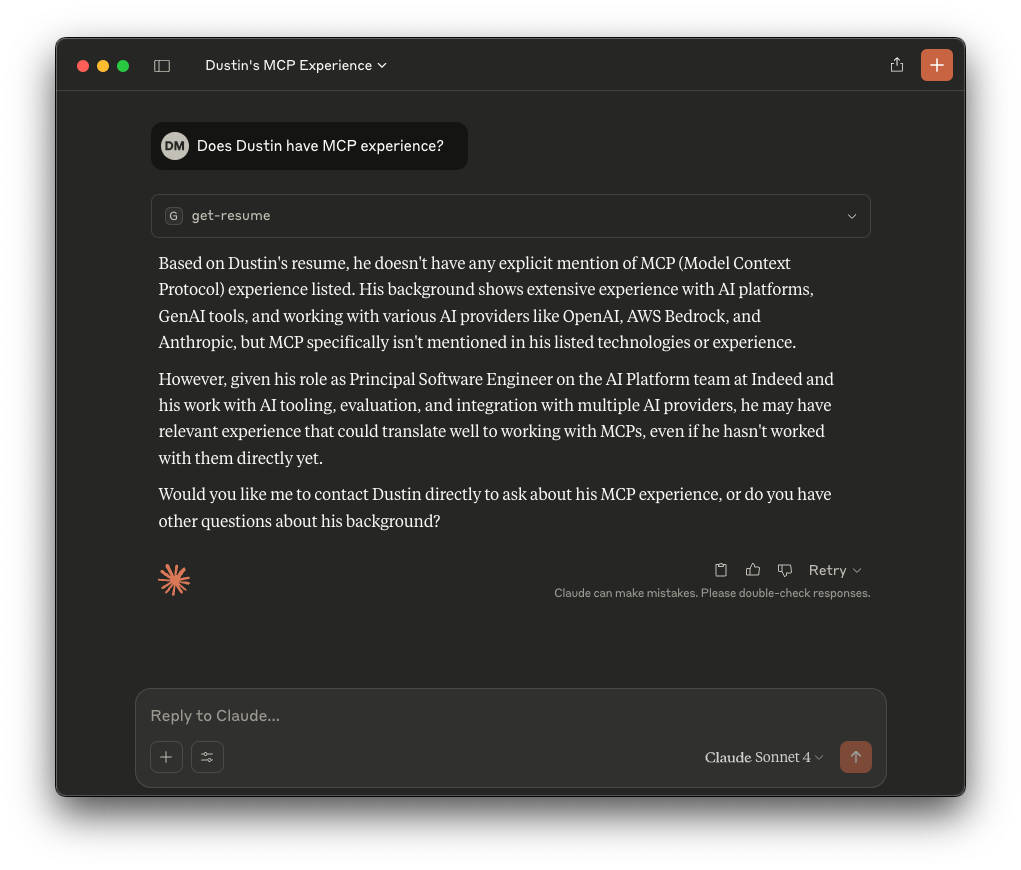 Dustin's MCP Experience
DM Does Dustin have MCP experience?
G get-resume
Based on Dustin's resume, he doesn't have any explicit mention of MCP (Model Context
Protocol) experience listed. His background shows extensive experience with AI platforms,
GenAI tools, and working with various AI providers like OpenAI, AWS Bedrock, and
Anthropic, but MCP specifically isn't mentioned in his listed technologies or experience.
However, given his role as Principal Software Engineer on the AI Platform team at Indeed and
his work with AI tooling, evaluation, and integration with multiple AI providers, he may have
relevant experience that could translate well to working with MCPs, even if he hasn't worked
with them directly yet.
Would you like me to contact Dustin directly to ask about his MCP experience, or do you have
other questions about his background?
Retry
Claude can make mistakes. Please double-check responses.
Reply to Claude...
Claude Sonnet 4